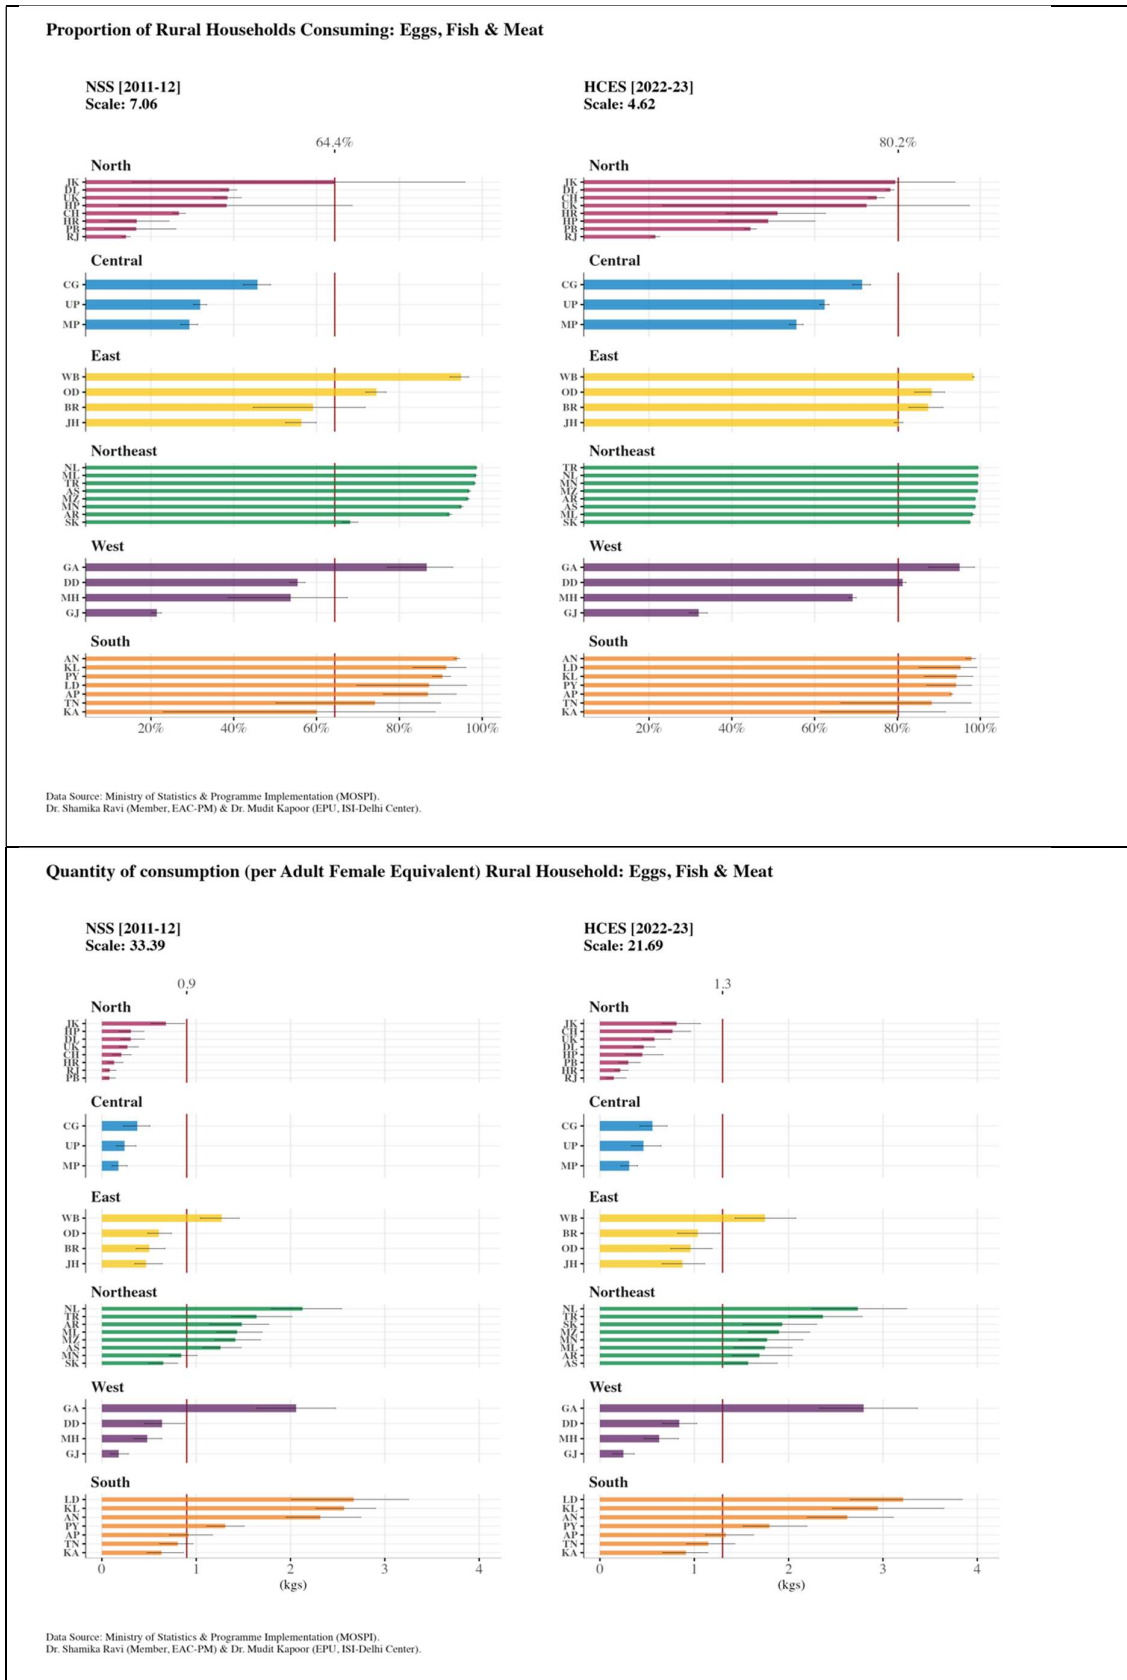 Proportion of Rural Households Consuming: Eggs, Fish & Meat
NSS [2011-12]
Scale: 7.06
64.4%
North
JK
DL
UK
HP
CH
HR
PB
RJ
Central
CG
UP
MP
East
WB
OD
BR
JH
Northeast
NL
ML
TR
AS
MZ
MN
AR
SK
West
GA
DD
MH
GJ
South
AN
KL
PY
LD
AP
TN
KA
20% 40% 60% 80% 100%
HCES [2022-23]
Scale: 4.62
80.2%
North
JK
DL
CH
UK
HR
HP
PB
RJ
Central
CG
UP
MP
East
WB
OD
BR
JH
Northeast
TR
NL
MN
MZ
AR
AS
ML
SK
West
GA
DD
MH
GJ
South
AN
LD
KL
PY
AP
TN
KA
20% 40% 60% 80% 100%
Data Source: Ministry of Statistics & Programme Implementation (MOSPI).
Dr. Shamika Ravi (Member, EAC-PM) & Dr. Mudit Kapoor (EPU, ISI-Delhi Center).
Quantity of consumption (per Adult Female Equivalent) Rural Household: Eggs, Fish & Meat
NSS [2011-12]
Scale: 33.39
0.9
North
JK
HP
DL
UK
CH
HR
RJ
PB
Central
CG
UP
MP
East
WB
OD
BR
JH
Northeast
NL
TR
AR
ML
MZ
AS
MN
SK
West
GA
DD
MH
GJ
South
LD
KL
AN
PY
AP
TN
KA
0 1 2 3 4
(kgs)
HCES [2022-23]
Scale: 21.69
1.3
North
JK
CH
UK
DL
HP
PB
HR
RJ
Central
CG
UP
MP
East
WB
BR
OD
JH
Northeast
NL
TR
SK
MZ
MN
ML
AR
AS
West
GA
DD
MH
GJ
South
LD
KL
AN
PY
AP
TN
KA
0 1 2 3 4
(kgs)
Data Source: Ministry of Statistics & Programme Implementation (MOSPI).
Dr. Shamika Ravi (Member, EAC-PM) & Dr. Mudit Kapoor (EPU, ISI-Delhi Center).